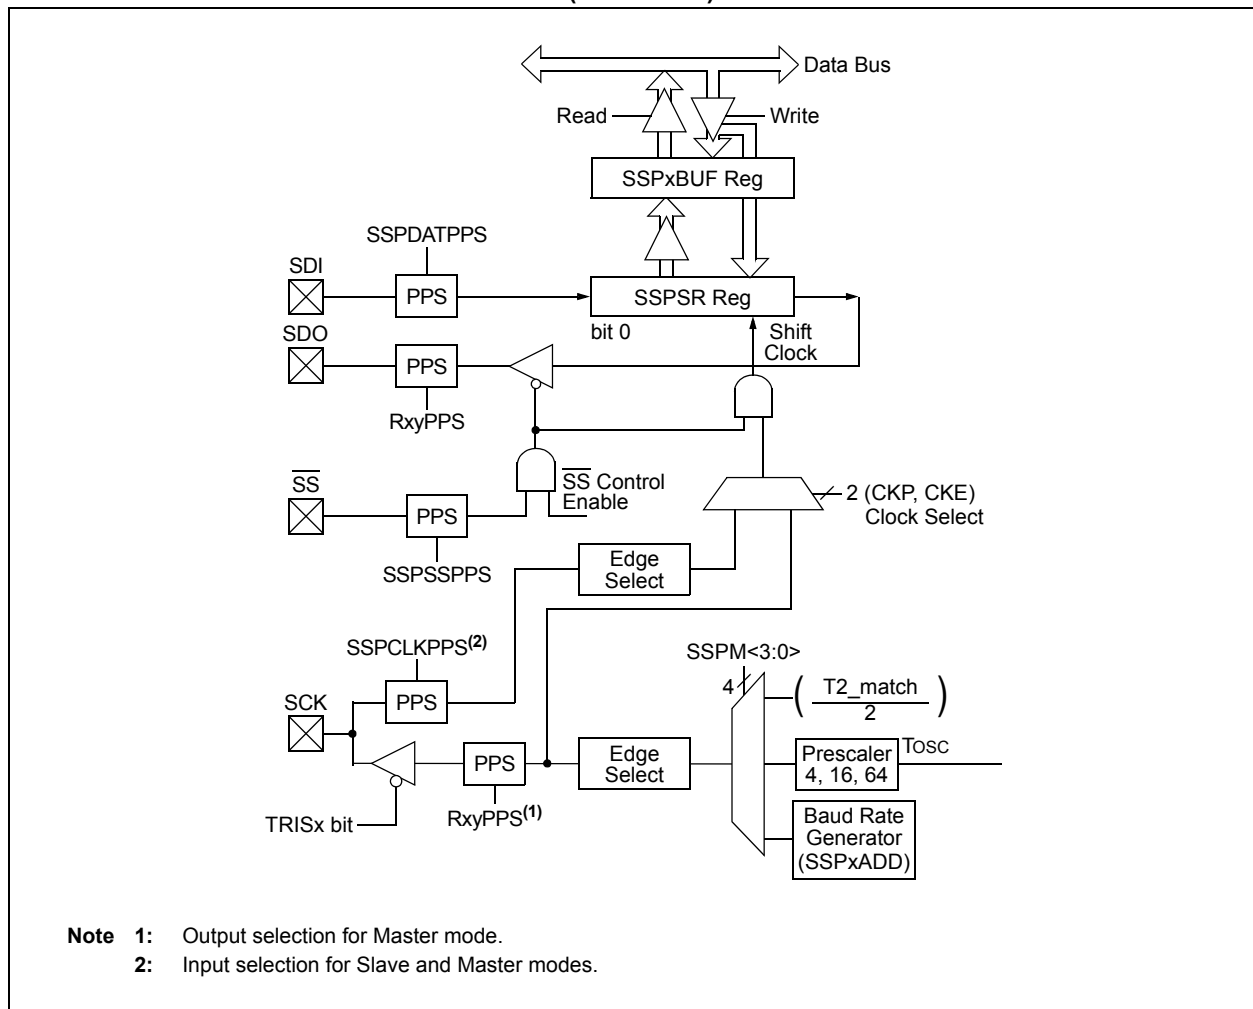 Data Bus
Read
Write
SSPxBUF Reg
SSPDATPPS
SDI
PPS
SSPSR Reg
SDO
bit 0
Shift
Clock
PPS
RxyPPS
SS
SS Control
Enable
PPS
2 (CKP, CKE)
Clock Select
SSPSSPPS
Edge
Select
SSPCLKPPS(2)
SSPM<3:0>
4
( T2_match
2 )
SCK
PPS
PPS
Edge
Select
Prescaler
4, 16, 64
TOSC
TRISx bit
RxyPPS(1)
Baud Rate
Generator
(SSPxADD)
Note 1: Output selection for Master mode.
2: Input selection for Slave and Master modes.